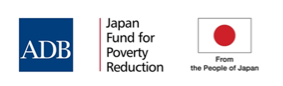 ADB
Japan
Fund for
Poverty
Reduction
From
the People of Japan